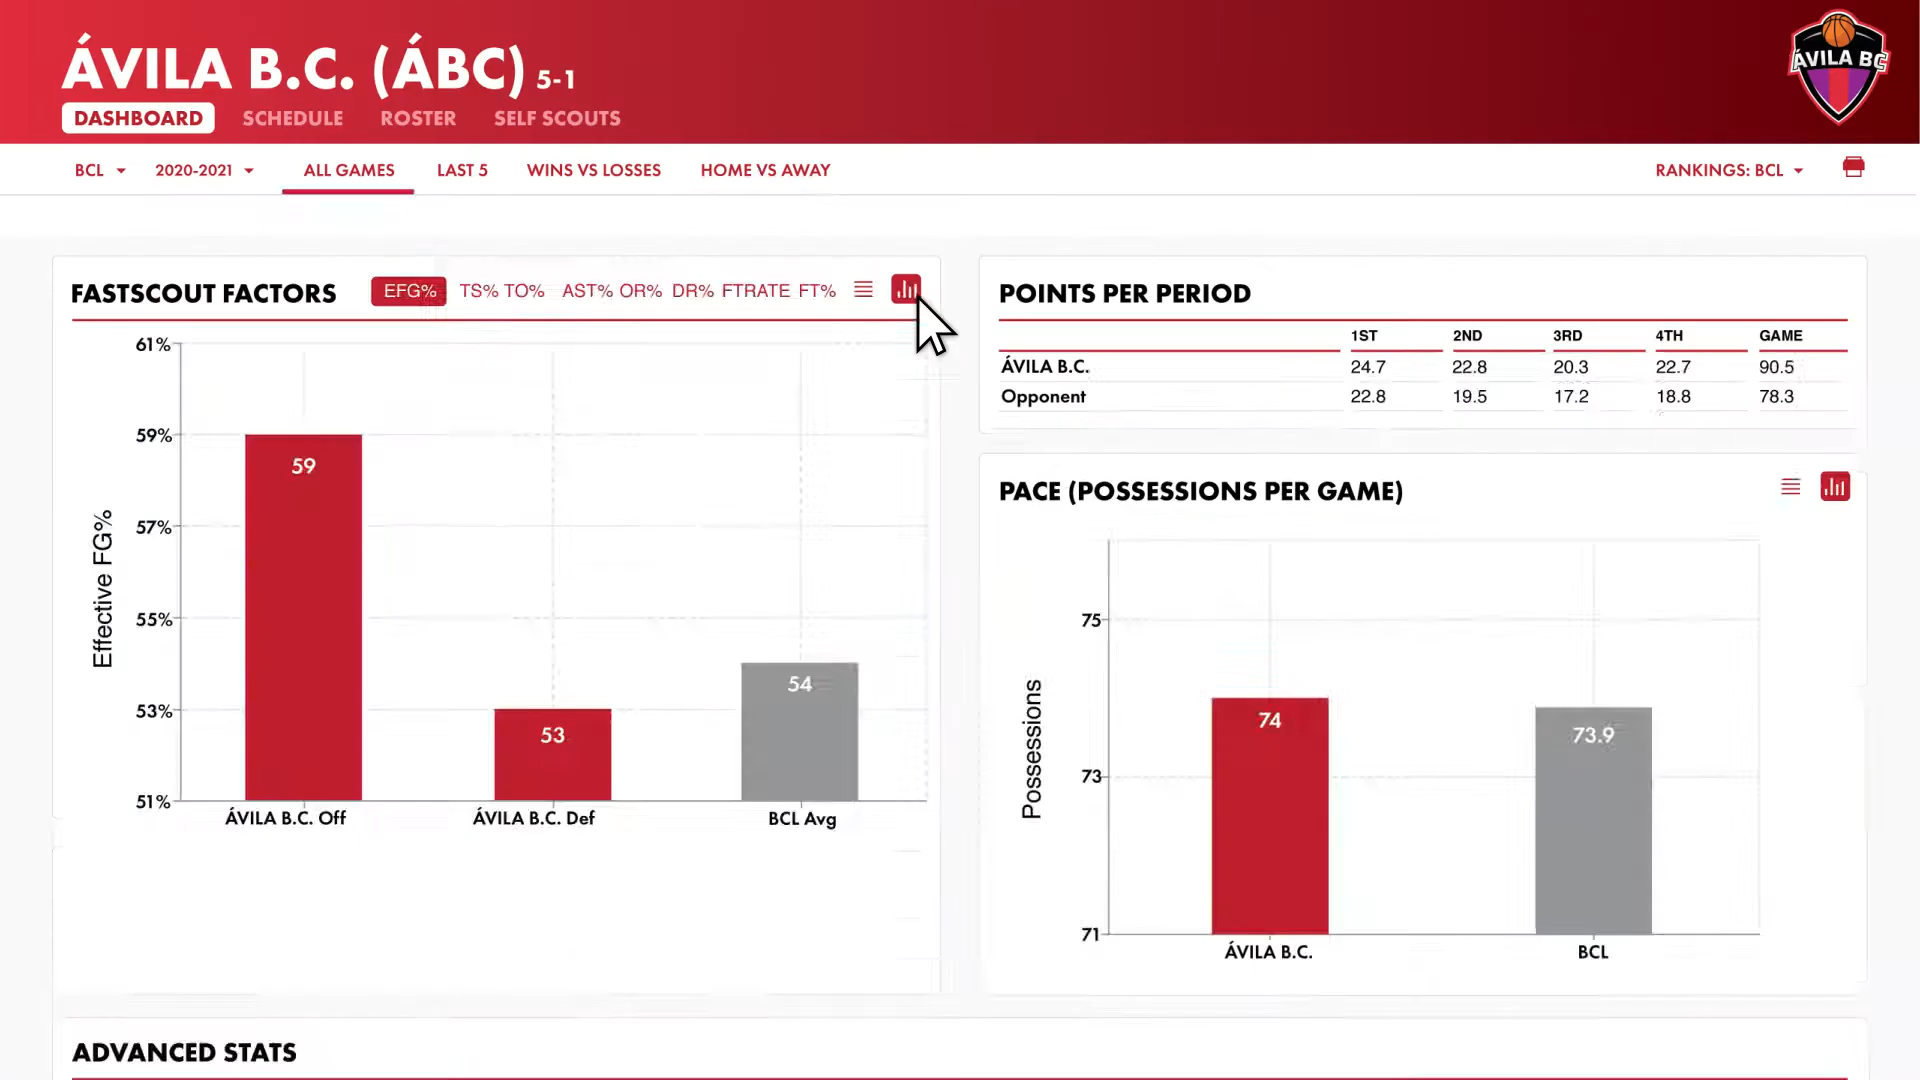 ÁVILA B.C. (ÁBC) 5-1
ÁVILA BC
DASHBOARD SCHEDULE ROSTER SELF SCOUTS
BCL 2020-2021 ALL GAMES LAST 5 WINS VS LOSSES HOME VS AWAY RANKINGS: BCL
FASTSCOUT FACTORS EFG% TS% TO% AST% OR% DR% FTRATE FT%
61%
59%
57%
55%
53%
51%
Effective FG%
59
53
54
ÁVILA B.C. Off ÁVILA B.C. Def BCL Avg
POINTS PER PERIOD
1ST 2ND 3RD 4TH GAME
ÁVILA B.C. 24.7 22.8 20.3 22.7 90.5
Opponent 22.8 19.5 17.2 18.8 78.3
PACE (POSSESSIONS PER GAME)
75
73
71
Possessions
74
73.9
ÁVILA B.C. BCL
ADVANCED STATS